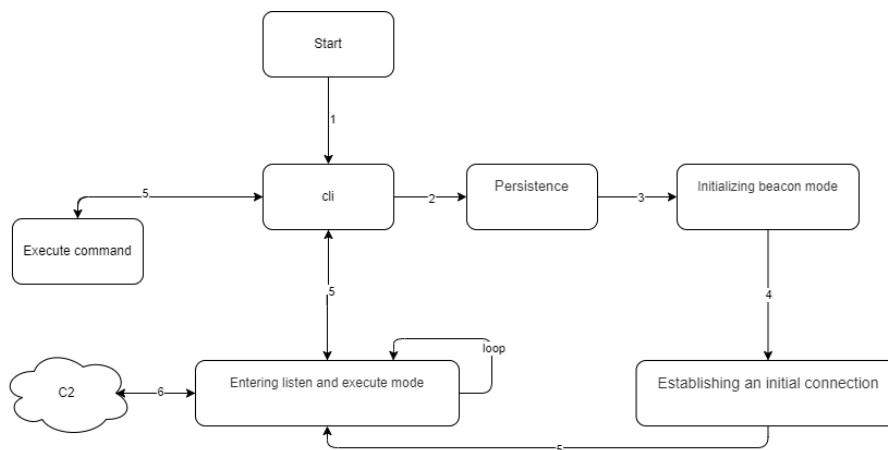 Start
1
5
cli
2
Persistence
3
Initializing beacon mode
Execute command
5
4
loop
C2
6
Entering listen and execute mode
Establishing an initial connection
5